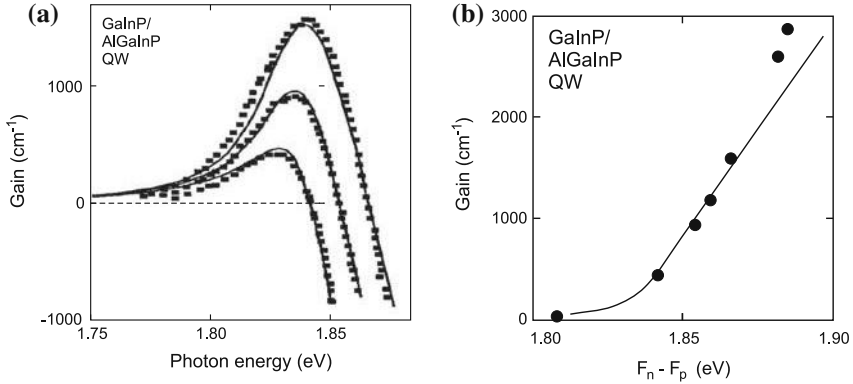 (a)
GaInP/
AlGaInP
QW
1000
0
-1000
Gain (cm⁻¹)
1.75
1.80
1.85
Photon energy (eV)
(b)
3000
GaInP/
AlGaInP
QW
2000
1000
0
Gain (cm⁻¹)
1.80
1.85
1.90
Fₙ - Fₚ (eV)